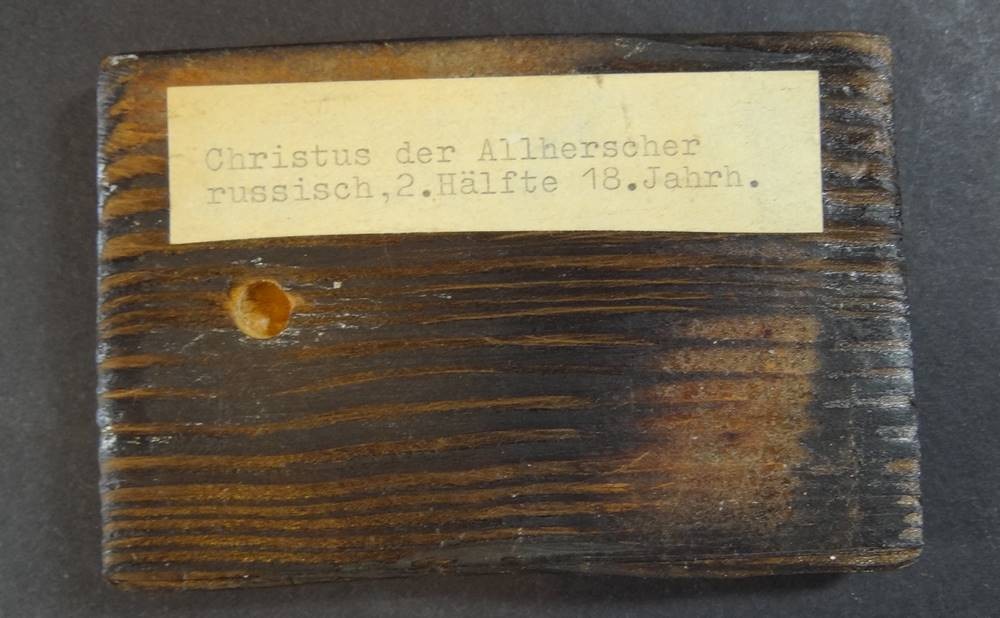 Christus der Allherscher
russisch,2.Hälfte 18.Jahrh.